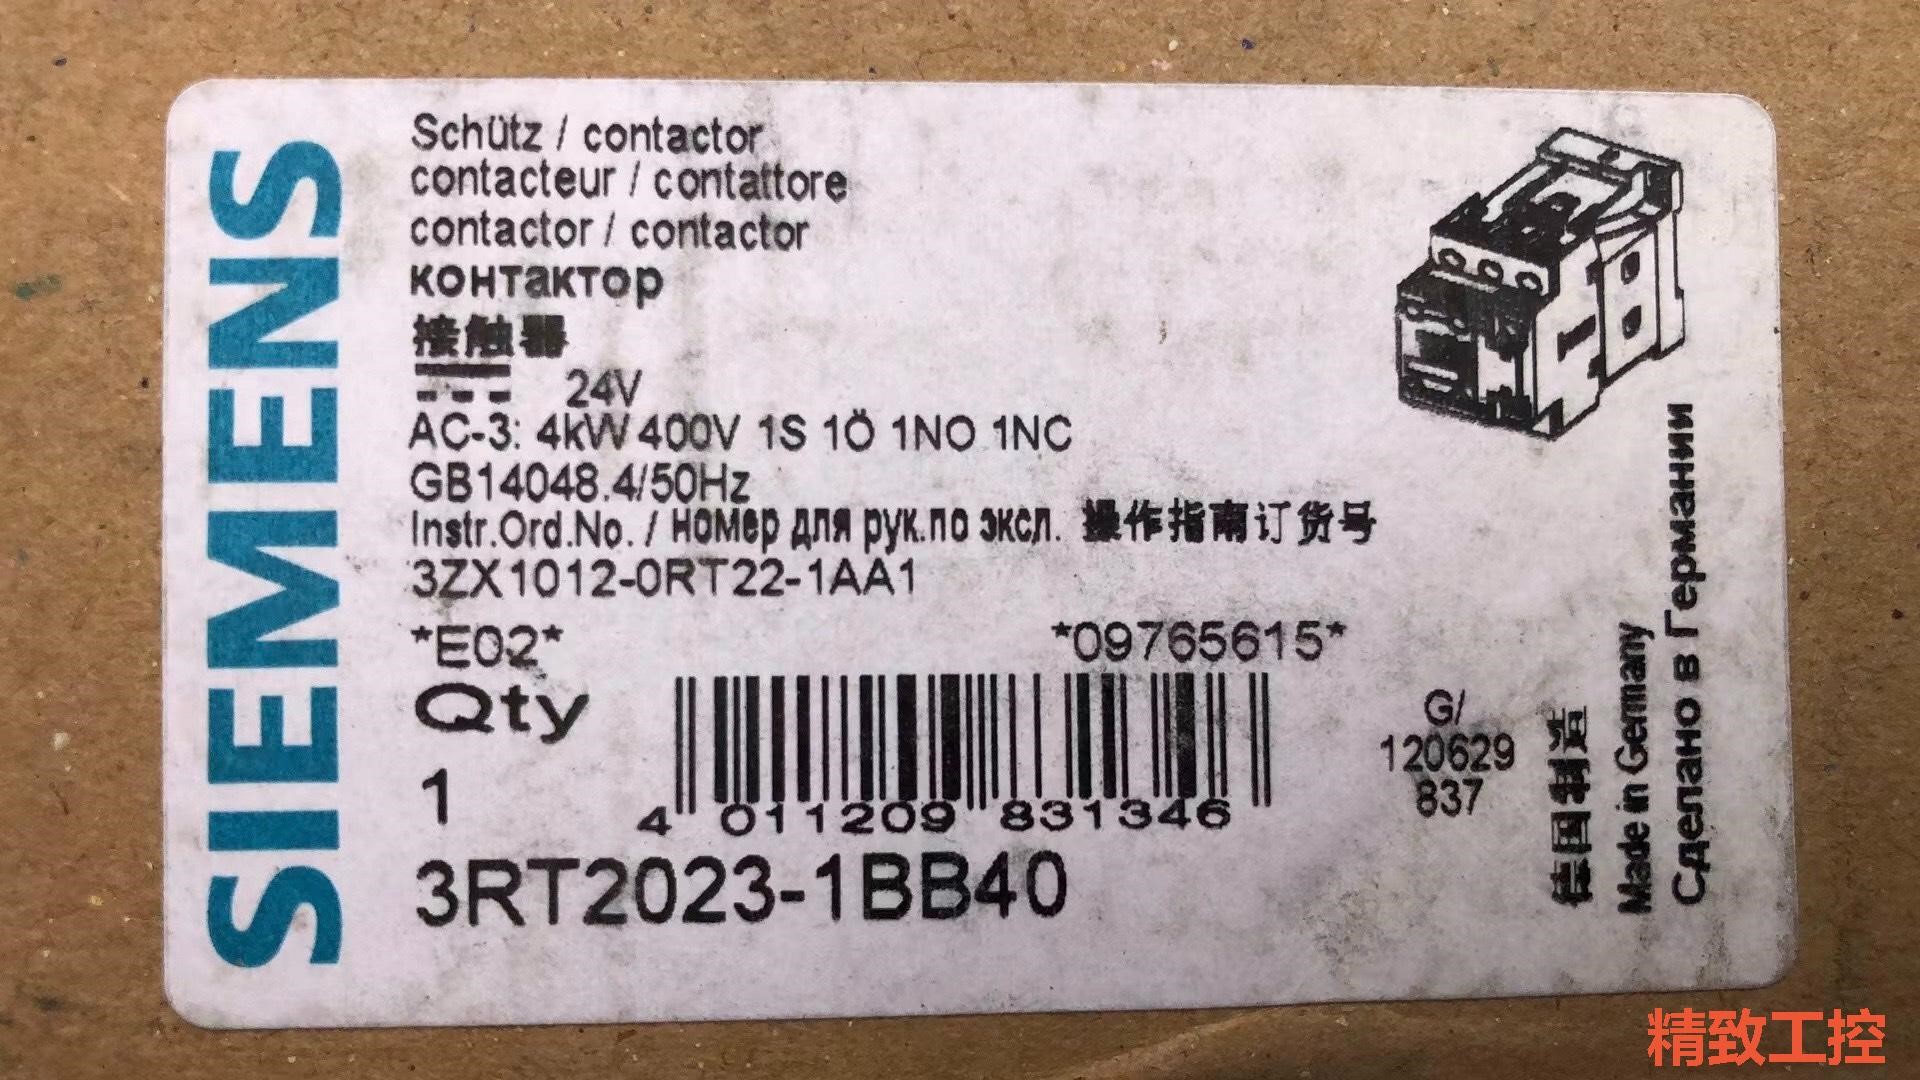 SIEMENS
Schütz / contactor
contacteur / contattore
contactor / contactor
контактор
接触器
24V
AC-3: 4kW 400V 1S 1Ö 1NO 1NC
GB14048.4/50Hz
Instr.Ord.No. / номер для рук.по эксл. 操作指南订货号
3ZX1012-0RT22-1AA1
*E02* *09765615*
Qty
1
4 011209 831346
G/
120629
837
3RT2023-1BB40
德国制造
Made in Germany
Сделано в Германии
精致工控